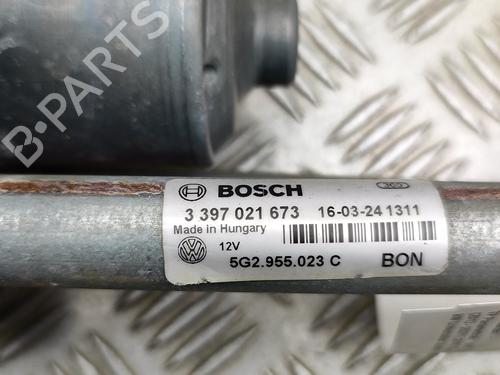 B-PARTS
BOSCH
3 397 021 673 16-03-24 1311
Made in Hungary
12V
5G2.955.023 C BON